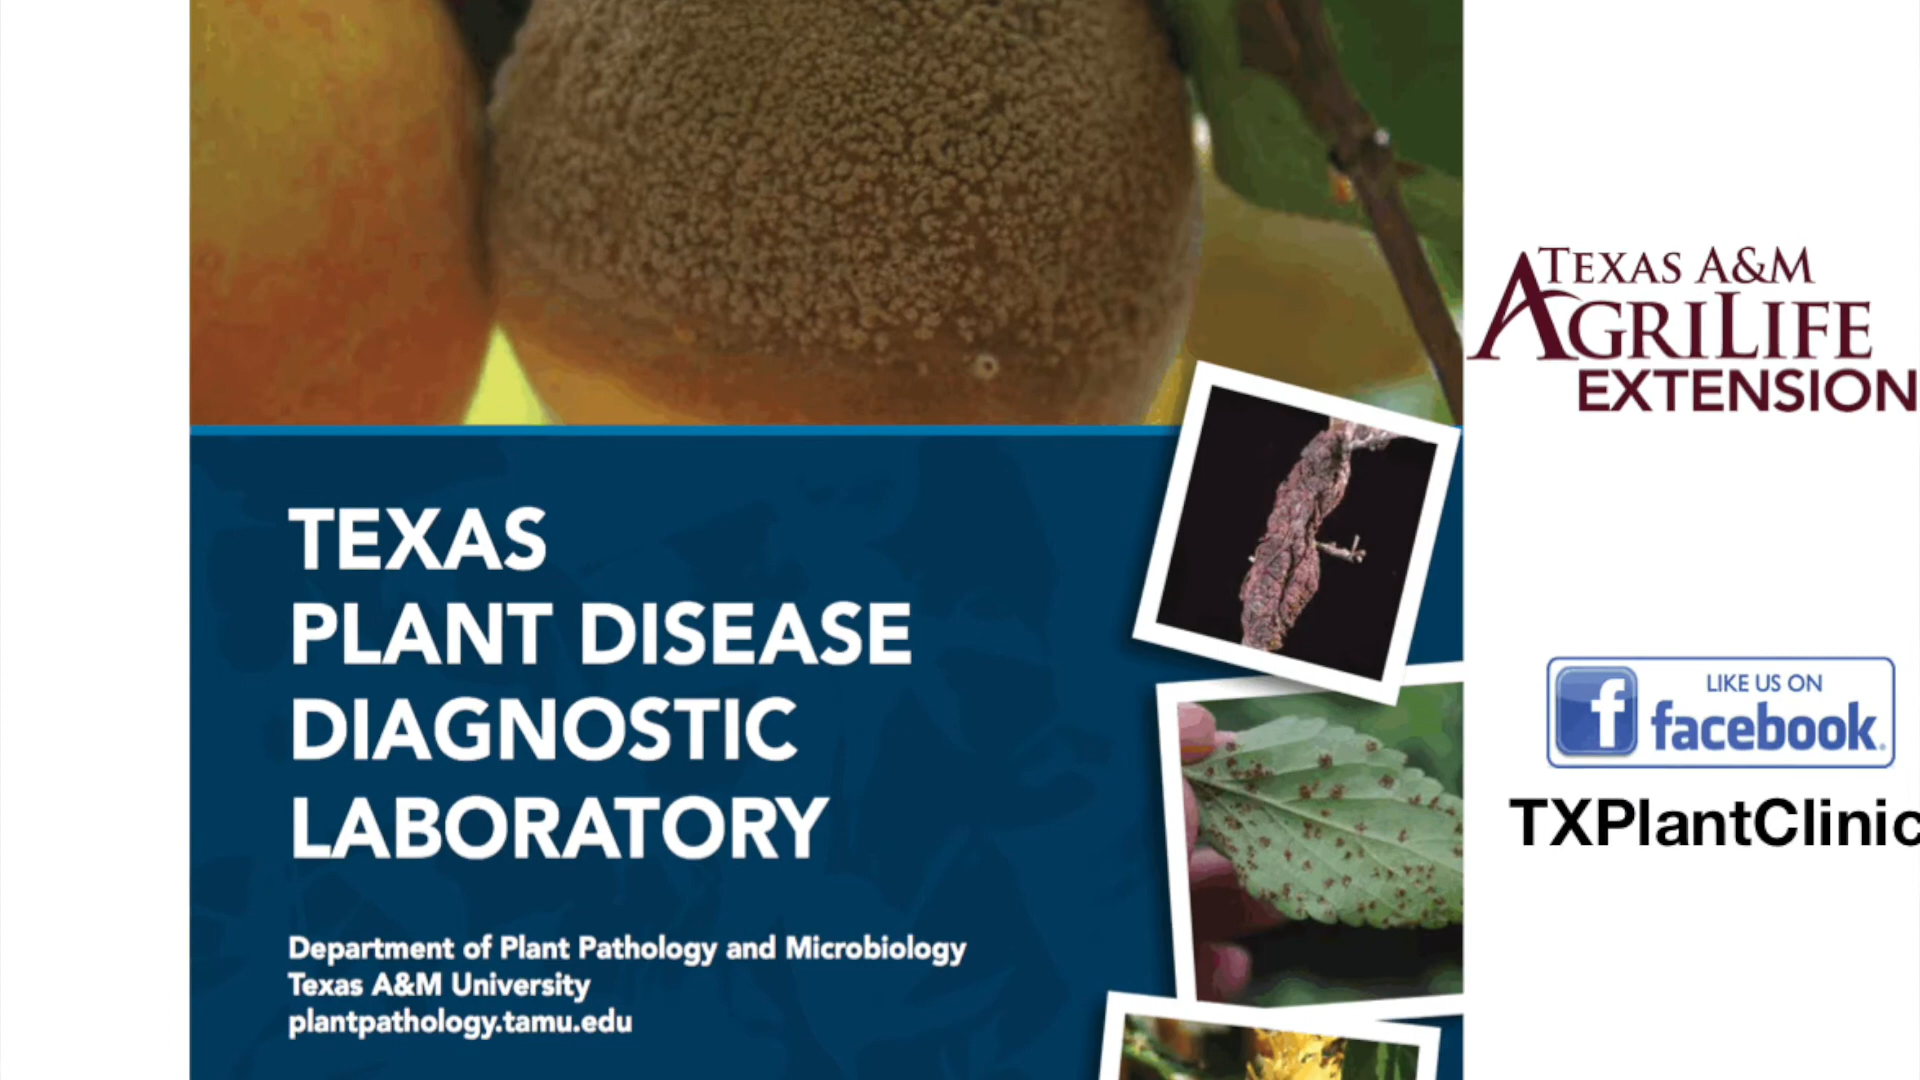 TEXAS A&M
AGRILIFE
EXTENSION
TEXAS
PLANT DISEASE
DIAGNOSTIC
LABORATORY
Department of Plant Pathology and Microbiology
Texas A&M University
plantpathology.tamu.edu
LIKE US ON
facebook.
TXPlantClinic